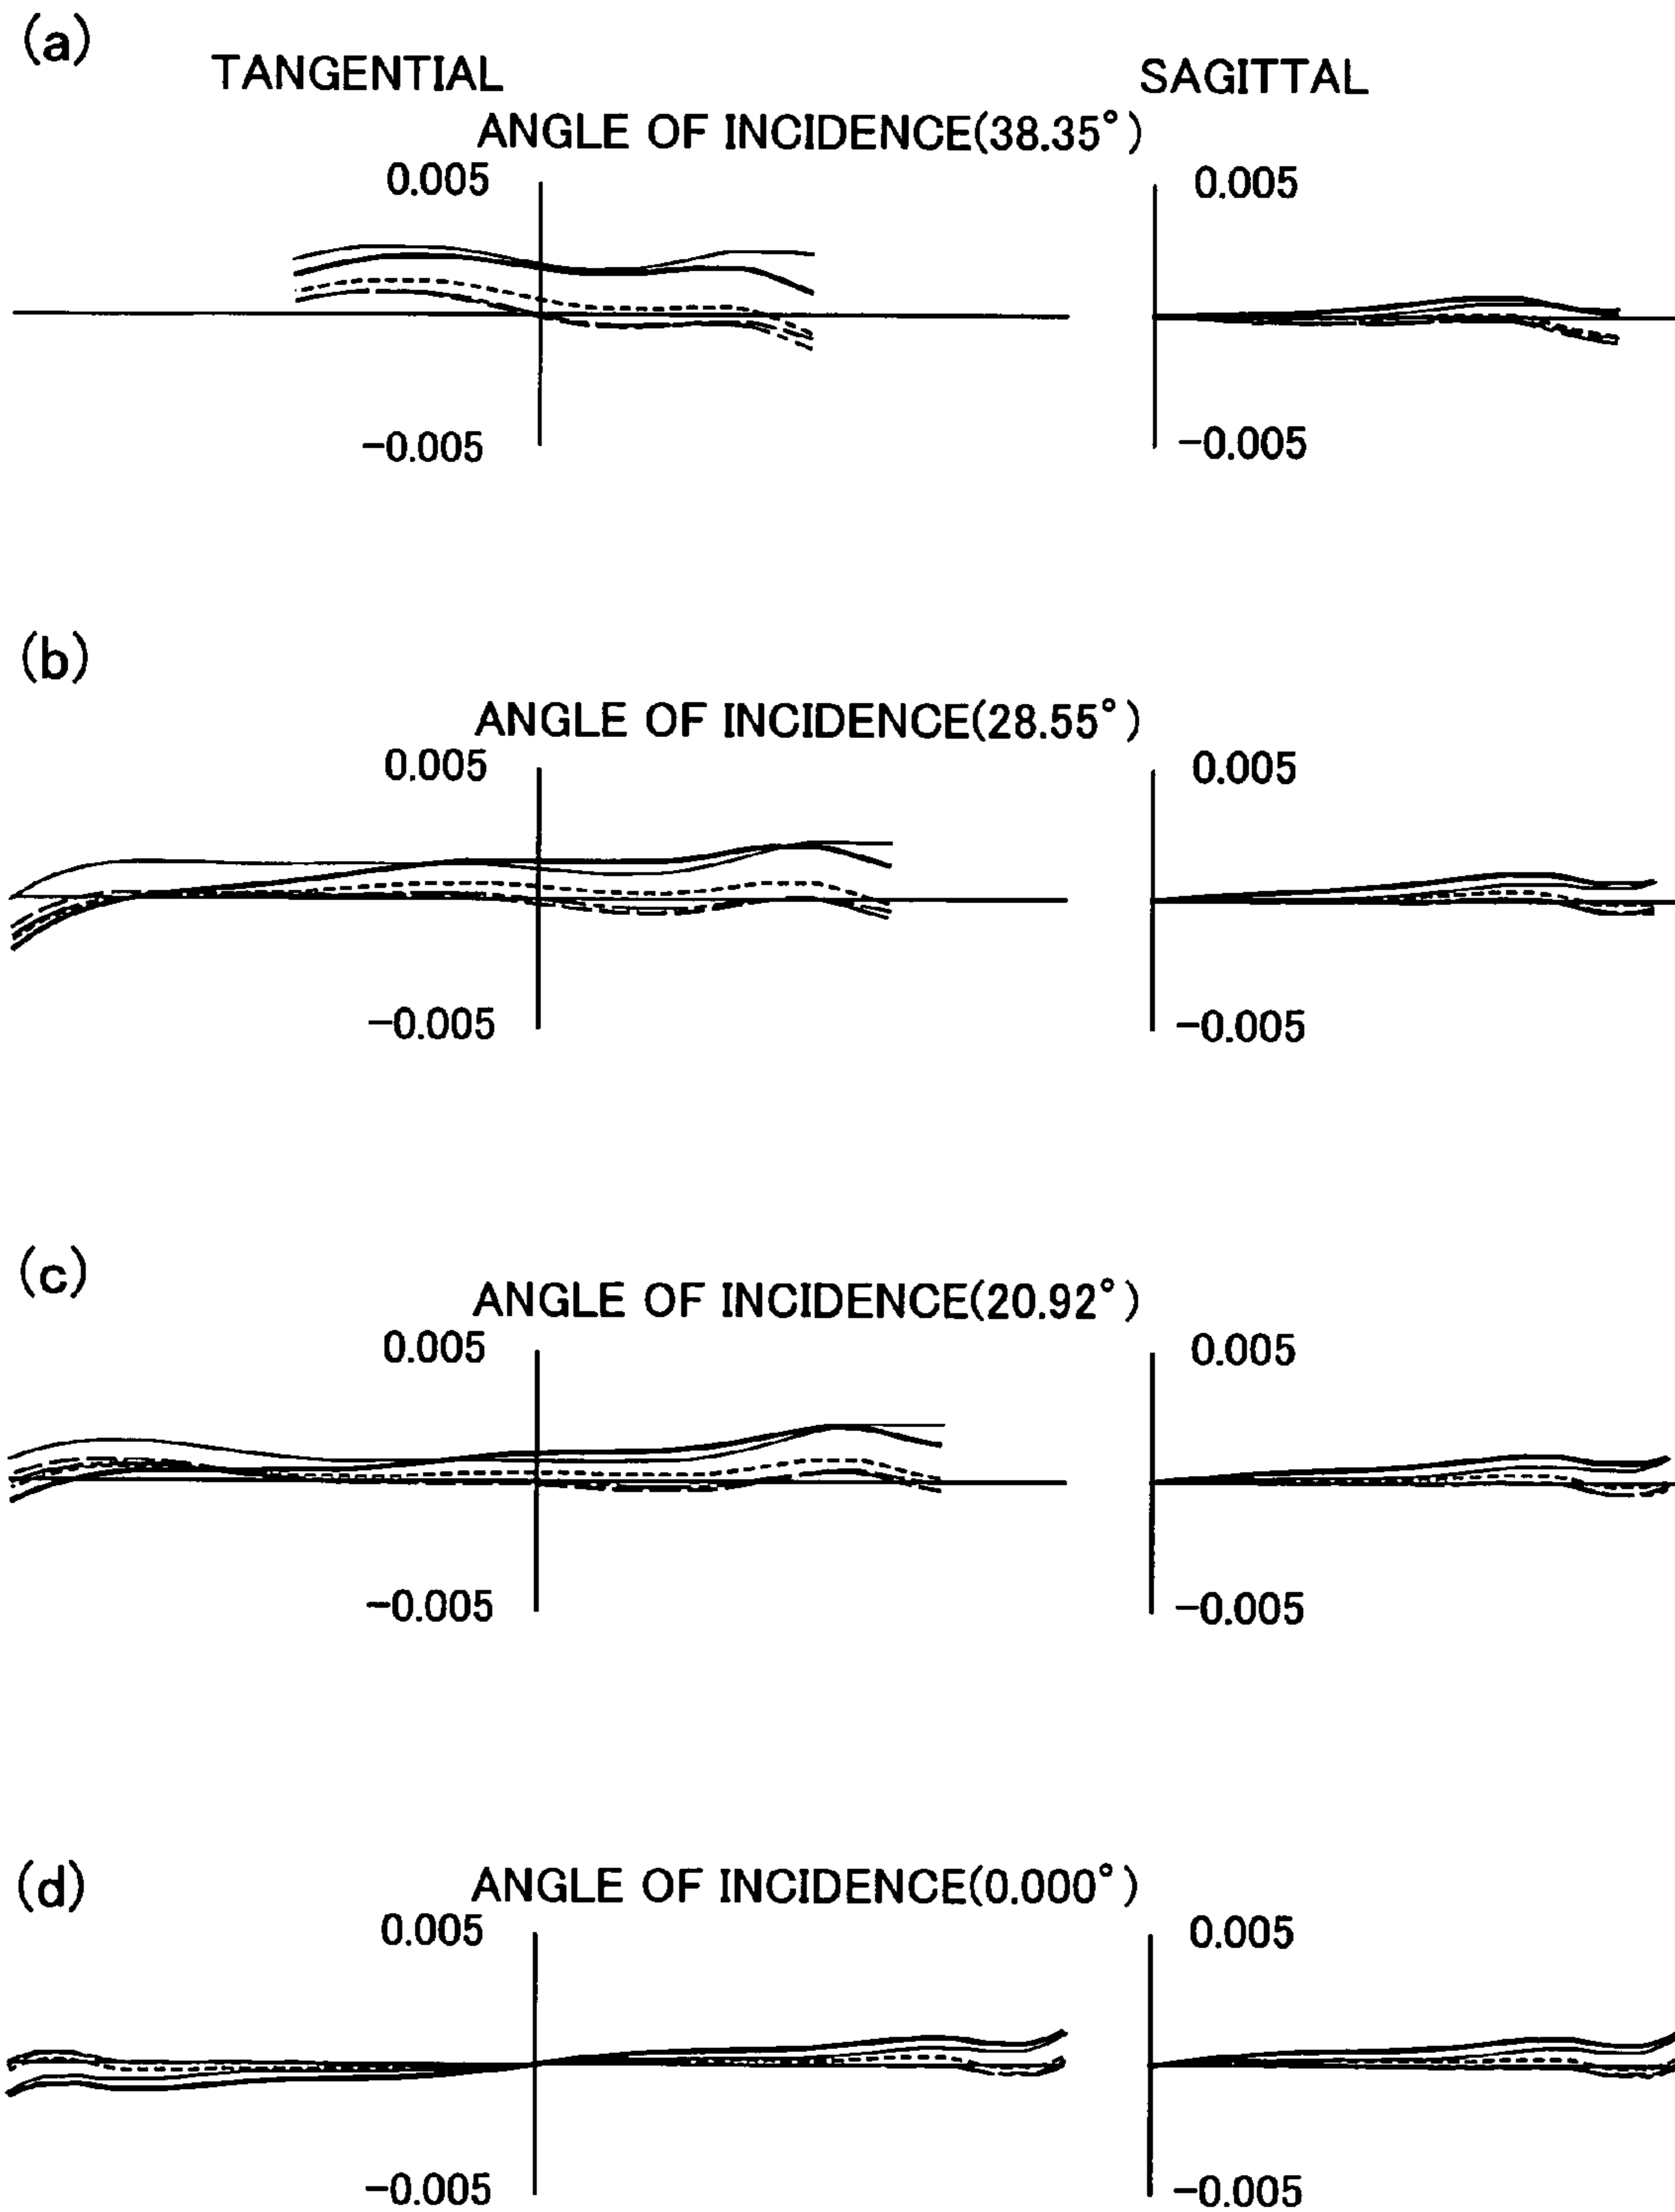 (a)
TANGENTIAL SAGITTAL
ANGLE OF INCIDENCE(38.35°)
0.005 0.005
-0.005 -0.005
(b)
ANGLE OF INCIDENCE(28.55°)
0.005 0.005
-0.005 -0.005
(c)
ANGLE OF INCIDENCE(20.92°)
0.005 0.005
-0.005 -0.005
(d)
ANGLE OF INCIDENCE(0.000°)
0.005 0.005
-0.005 -0.005